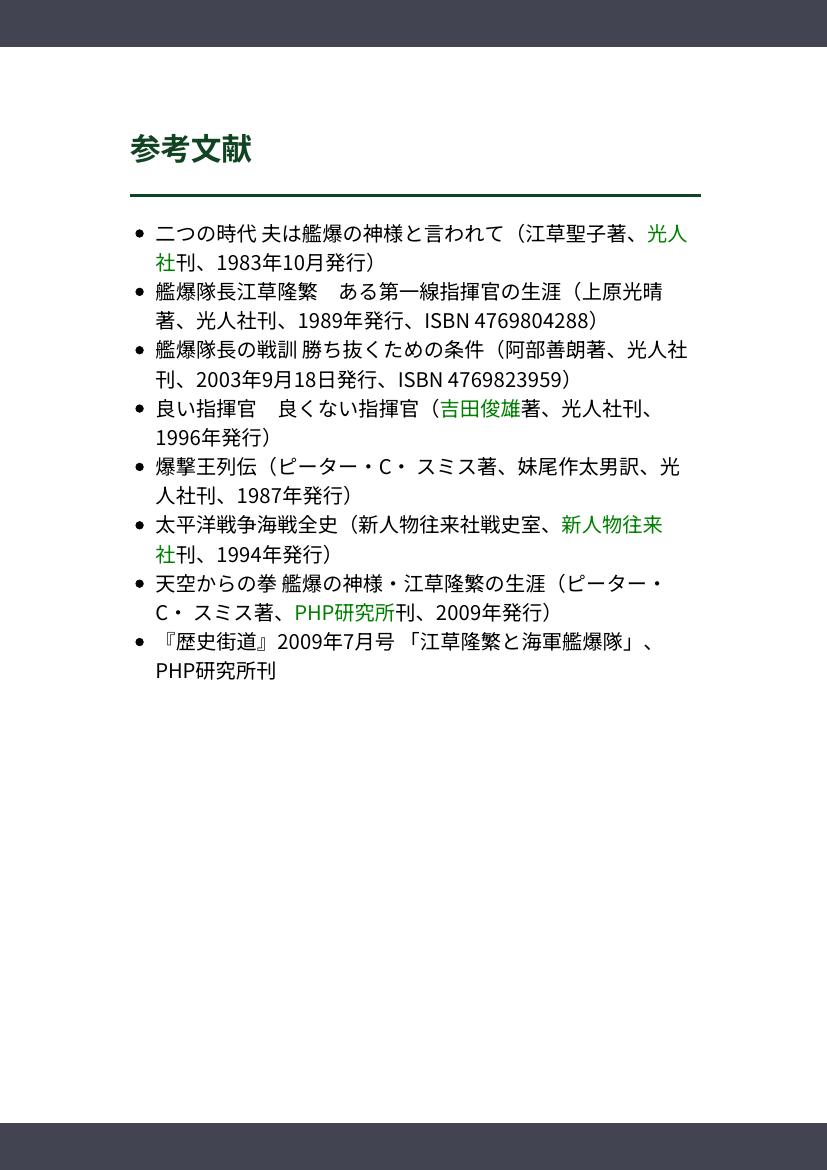 参考文献
二つの時代 夫は艦爆の神様と言われて（江草聖子著、光人
社刊、1983年10月発行）
艦爆隊長江草隆繁　ある第一線指揮官の生涯（上原光晴
著、光人社刊、1989年発行、ISBN 4769804288）
艦爆隊長の戦訓 勝ち抜くための条件（阿部善朗著、光人社
刊、2003年9月18日発行、ISBN 4769823959）
良い指揮官　良くない指揮官（吉田俊雄著、光人社刊、
1996年発行）
爆撃王列伝（ピーター・C・ スミス著、妹尾作太男訳、光
人社刊、1987年発行）
太平洋戦争海戦全史（新人物往来社戦史室、新人物往来
社刊、1994年発行）
天空からの拳 艦爆の神様・江草隆繁の生涯（ピーター・
C・ スミス著、PHP研究所刊、2009年発行）
『歴史街道』2009年7月号 「江草隆繁と海軍艦爆隊」、
PHP研究所刊